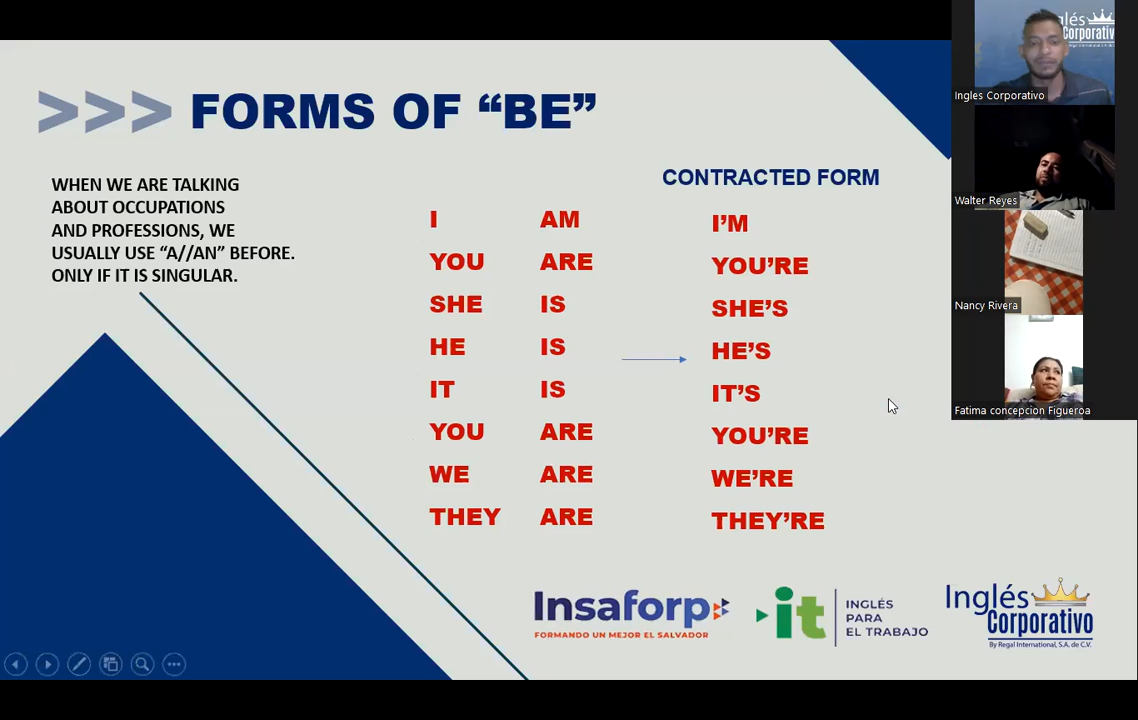 >>> FORMS OF “BE”
WHEN WE ARE TALKING
ABOUT OCCUPATIONS
AND PROFESSIONS, WE
USUALLY USE “A//AN” BEFORE.
ONLY IF IT IS SINGULAR.
CONTRACTED FORM
I AM I’M
YOU ARE YOU’RE
SHE IS SHE’S
HE IS HE’S
IT IS IT’S
YOU ARE YOU’RE
WE ARE WE’RE
THEY ARE THEY’RE
Insaforp
FORMANDO UN MEJOR EL SALVADOR
it
INGLÉS
PARA
EL TRABAJO
Inglés
Corporativo
By Regal International, S.A. de C.V.
Corporativo
Ingles Corporativo
Walter Reyes
Nancy Rivera
Fatima concepcion Figueroa